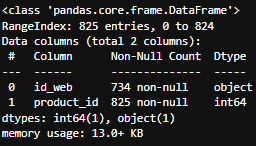 <class 'pandas.core.frame.DataFrame'>
RangeIndex: 825 entries, 0 to 824
Data columns (total 2 columns):
 #   Column      Non-Null Count  Dtype
---  ------      --------------  -----
 0   id_web      734 non-null    object
 1   product_id  825 non-null    int64
dtypes: int64(1), object(1)
memory usage: 13.0+ KB